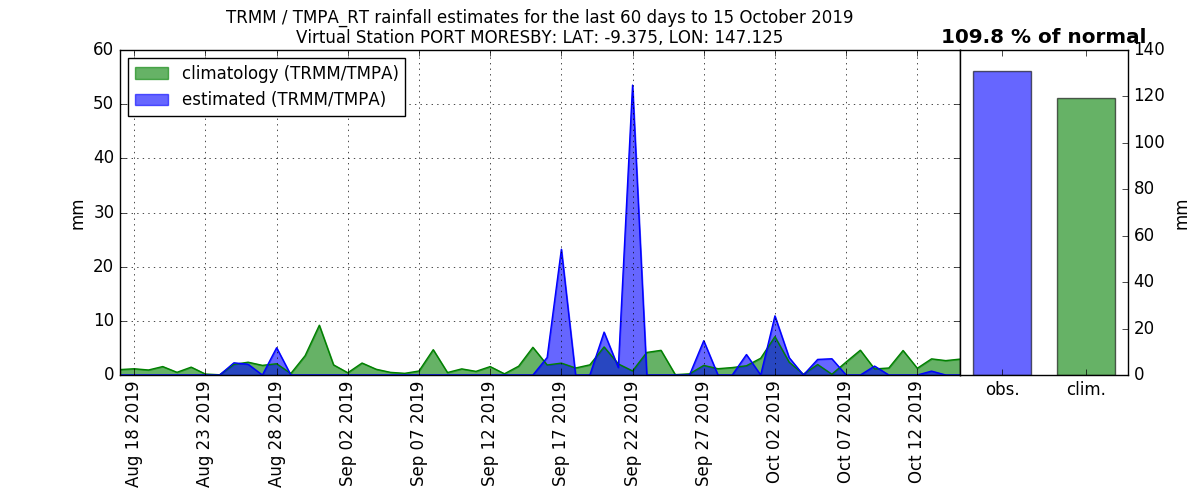 TRMM / TMPA_RT rainfall estimates for the last 60 days to 15 October 2019
Virtual Station PORT MORESBY: LAT: -9.375, LON: 147.125
109.8 % of normal
climatology (TRMM/TMPA)
estimated (TRMM/TMPA)
60
50
40
30
20
10
0
mm
Aug 18 2019
Aug 23 2019
Aug 28 2019
Sep 02 2019
Sep 07 2019
Sep 12 2019
Sep 17 2019
Sep 22 2019
Sep 27 2019
Oct 02 2019
Oct 07 2019
Oct 12 2019
obs.
clim.
140
120
100
80
60
40
20
0
mm